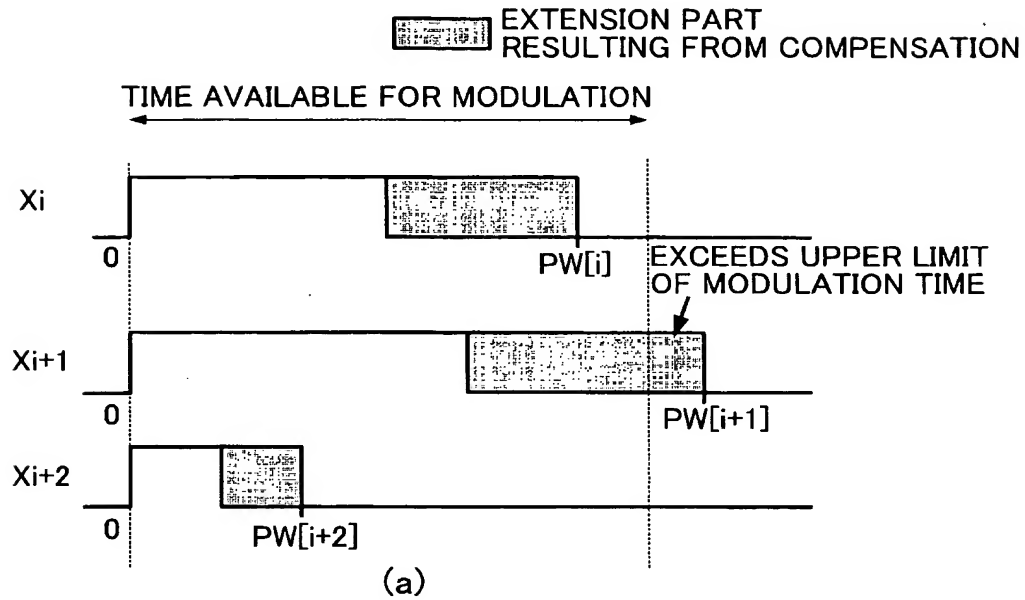 EXTENSION PART
RESULTING FROM COMPENSATION
TIME AVAILABLE FOR MODULATION
Xi
0
PW[i]
EXCEEDS UPPER LIMIT
OF MODULATION TIME
Xi+1
0
PW[i+1]
Xi+2
0
PW[i+2]
(a)